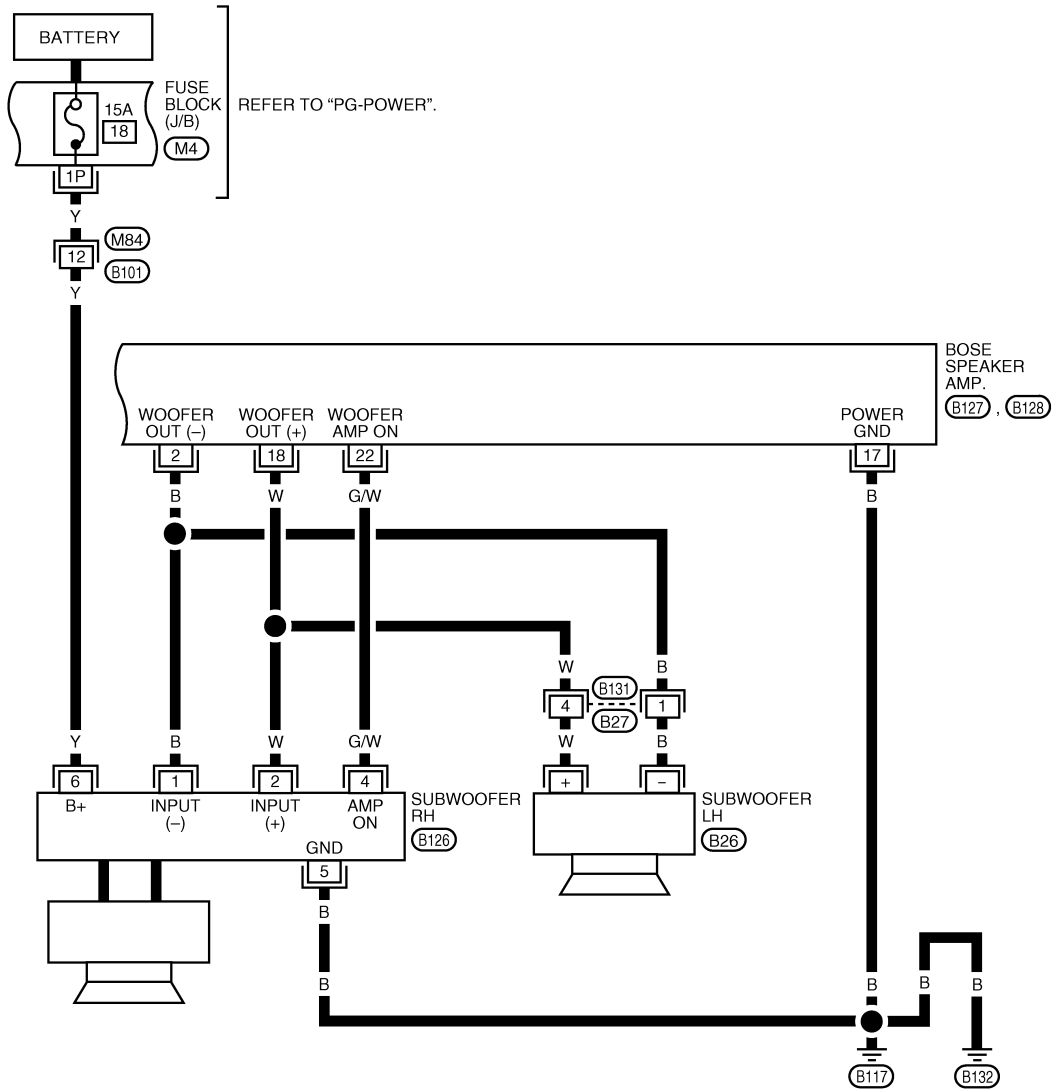 BATTERY
FUSE
BLOCK
(J/B)
M4
15A
18
1P
REFER TO “PG-POWER”.
Y
12
M84
B101
Y
BOSE
SPEAKER
AMP.
B127 , B128
WOOFER
OUT (–)
WOOFER
OUT (+)
WOOFER
AMP ON
POWER
GND
2
18
22
17
B
W
G/W
B
W
B
4
B131
B27
1
W
B
Y
B
W
G/W
6
1
2
4
+
–
B+
INPUT
(–)
INPUT
(+)
AMP
ON
SUBWOOFER
RH
B126
SUBWOOFER
LH
B26
GND
5
B
B
B
B
B
B117
B132